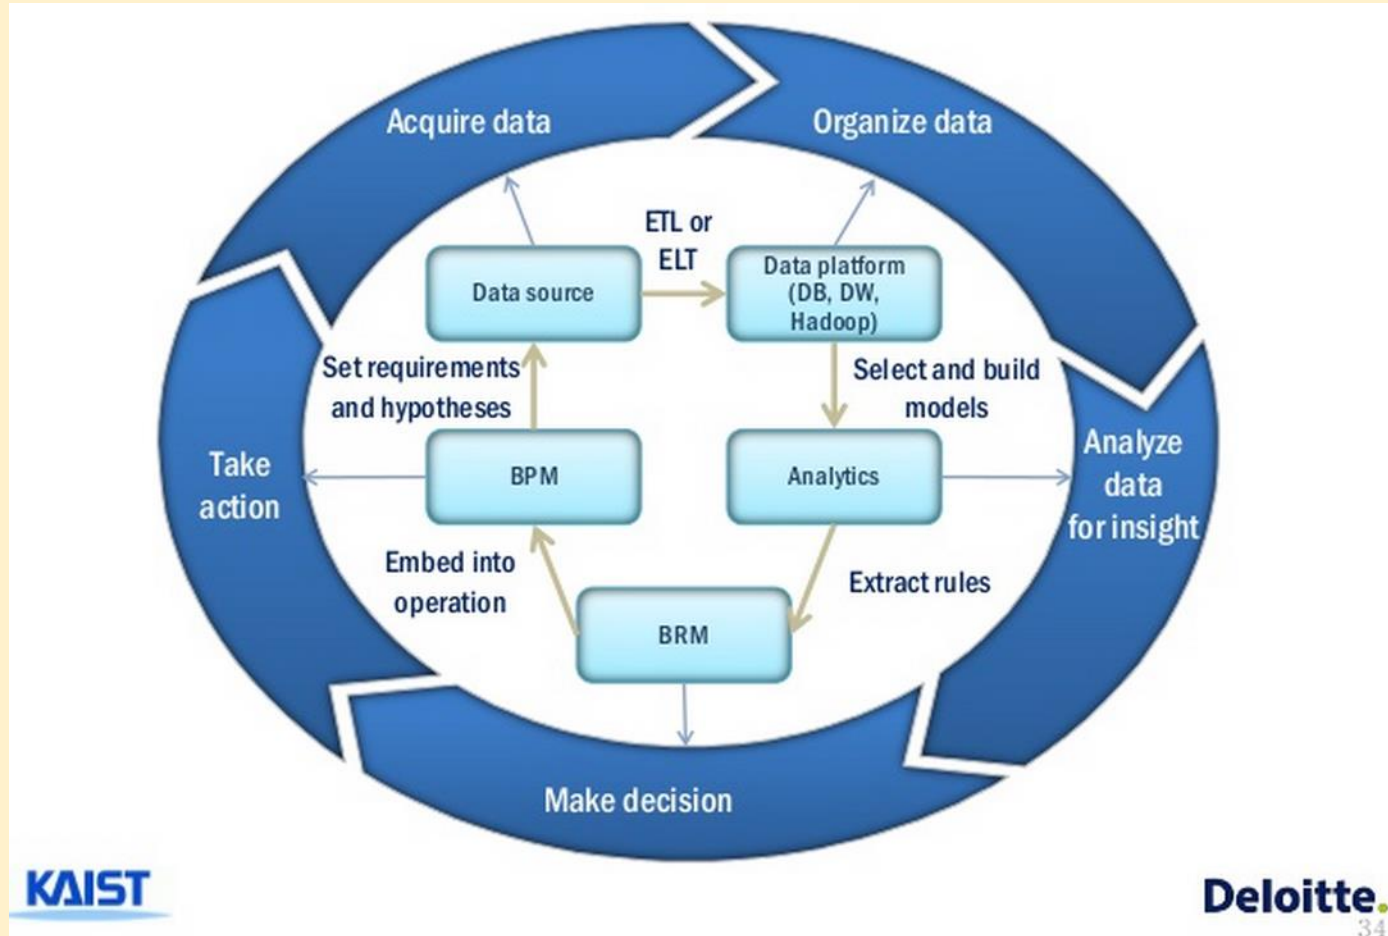 Acquire data
Organize data
ETL or
ELT
Data source
Data platform
(DB, DW,
Hadoop)
Set requirements
and hypotheses
Select and build
models
Take
action
BPM
Analytics
Analyze
data
for insight
Embed into
operation
Extract rules
BRM
Make decision
KAIST
Deloitte.
34